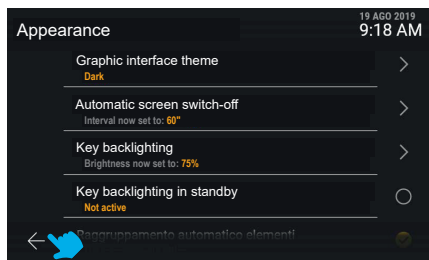 19 AGO 2019
Appearance
9:18 AM
Graphic interface theme
Dark
Automatic screen switch-off
Interval now set to: 60"
Key backlighting
Brightness now set to: 75%
Key backlighting in standby
Not active
Raggruppamento automatico elementi